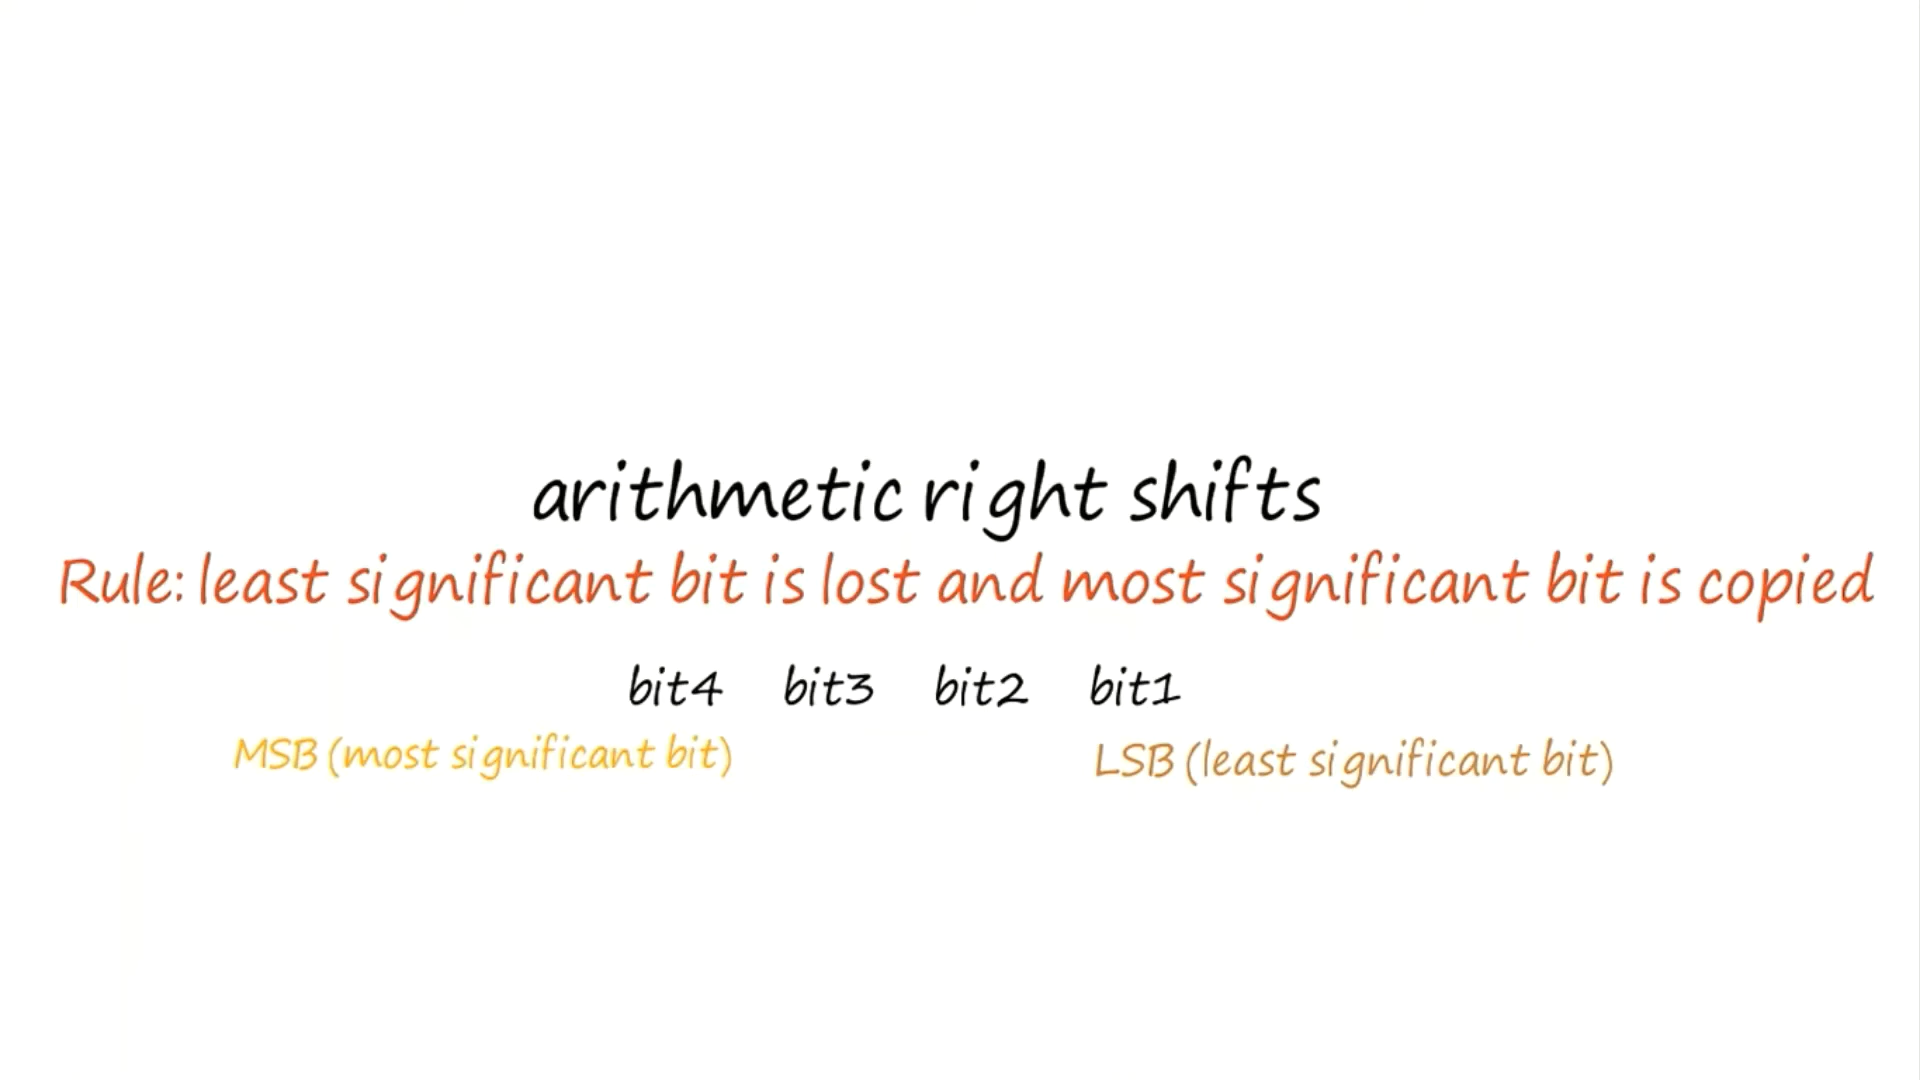 arithmetic right shifts
Rule: least significant bit is lost and most significant bit is copied
bit4 bit3 bit2 bit1
MSB (most significant bit) LSB (least significant bit)